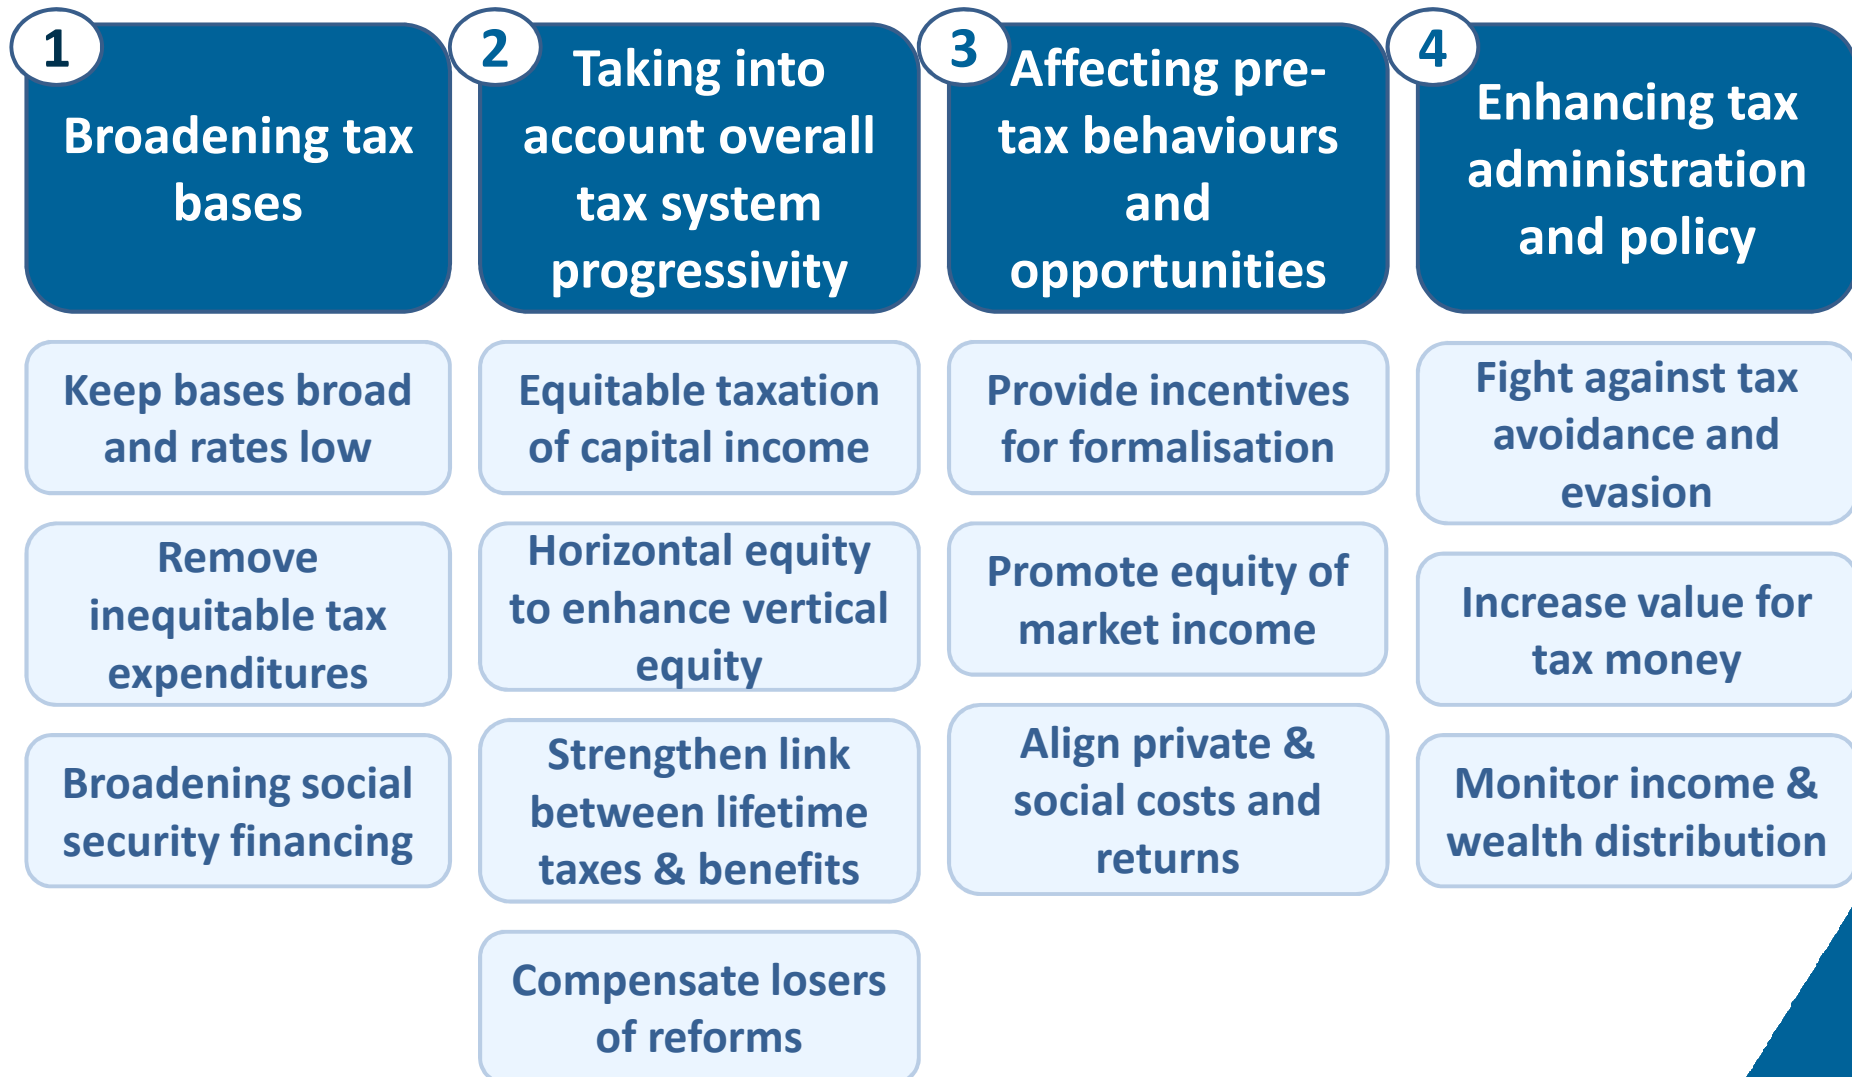 1
Broadening tax
bases
Keep bases broad
and rates low
Remove
inequitable tax
expenditures
Broadening social
security financing
2
Taking into
account overall
tax system
progressivity
Equitable taxation
of capital income
Horizontal equity
to enhance vertical
equity
Strengthen link
between lifetime
taxes & benefits
Compensate losers
of reforms
3
Affecting pre-
tax behaviours
and
opportunities
Provide incentives
for formalisation
Promote equity of
market income
Align private &
social costs and
returns
4
Enhancing tax
administration
and policy
Fight against tax
avoidance and
evasion
Increase value for
tax money
Monitor income &
wealth distribution